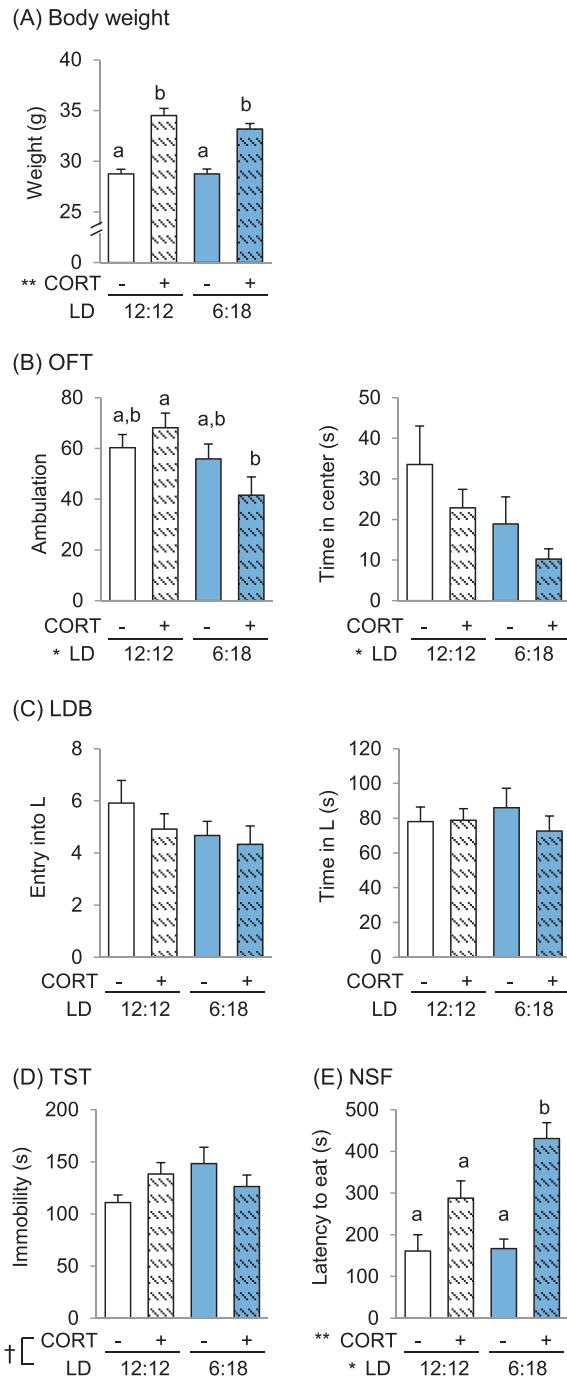 (A) Body weight
Weight (g)
40
35
30
25
0
a
b
a
b
** CORT - + - +
LD 12:12 6:18
(B) OFT
Ambulation
80
60
40
20
0
a,b
a
a,b
b
CORT - + - +
* LD 12:12 6:18
Time in center (s)
50
40
30
20
10
0
CORT - + - +
* LD 12:12 6:18
(C) LDB
Entry into L
8
6
4
2
0
CORT - + - +
LD 12:12 6:18
Time in L (s)
120
100
80
60
40
20
0
CORT - + - +
LD 12:12 6:18
(D) TST
Immobility (s)
200
150
100
50
0
† CORT - + - +
LD 12:12 6:18
(E) NSF
Latency to eat (s)
500
400
300
200
100
0
a
a
a
b
** CORT - + - +
* LD 12:12 6:18